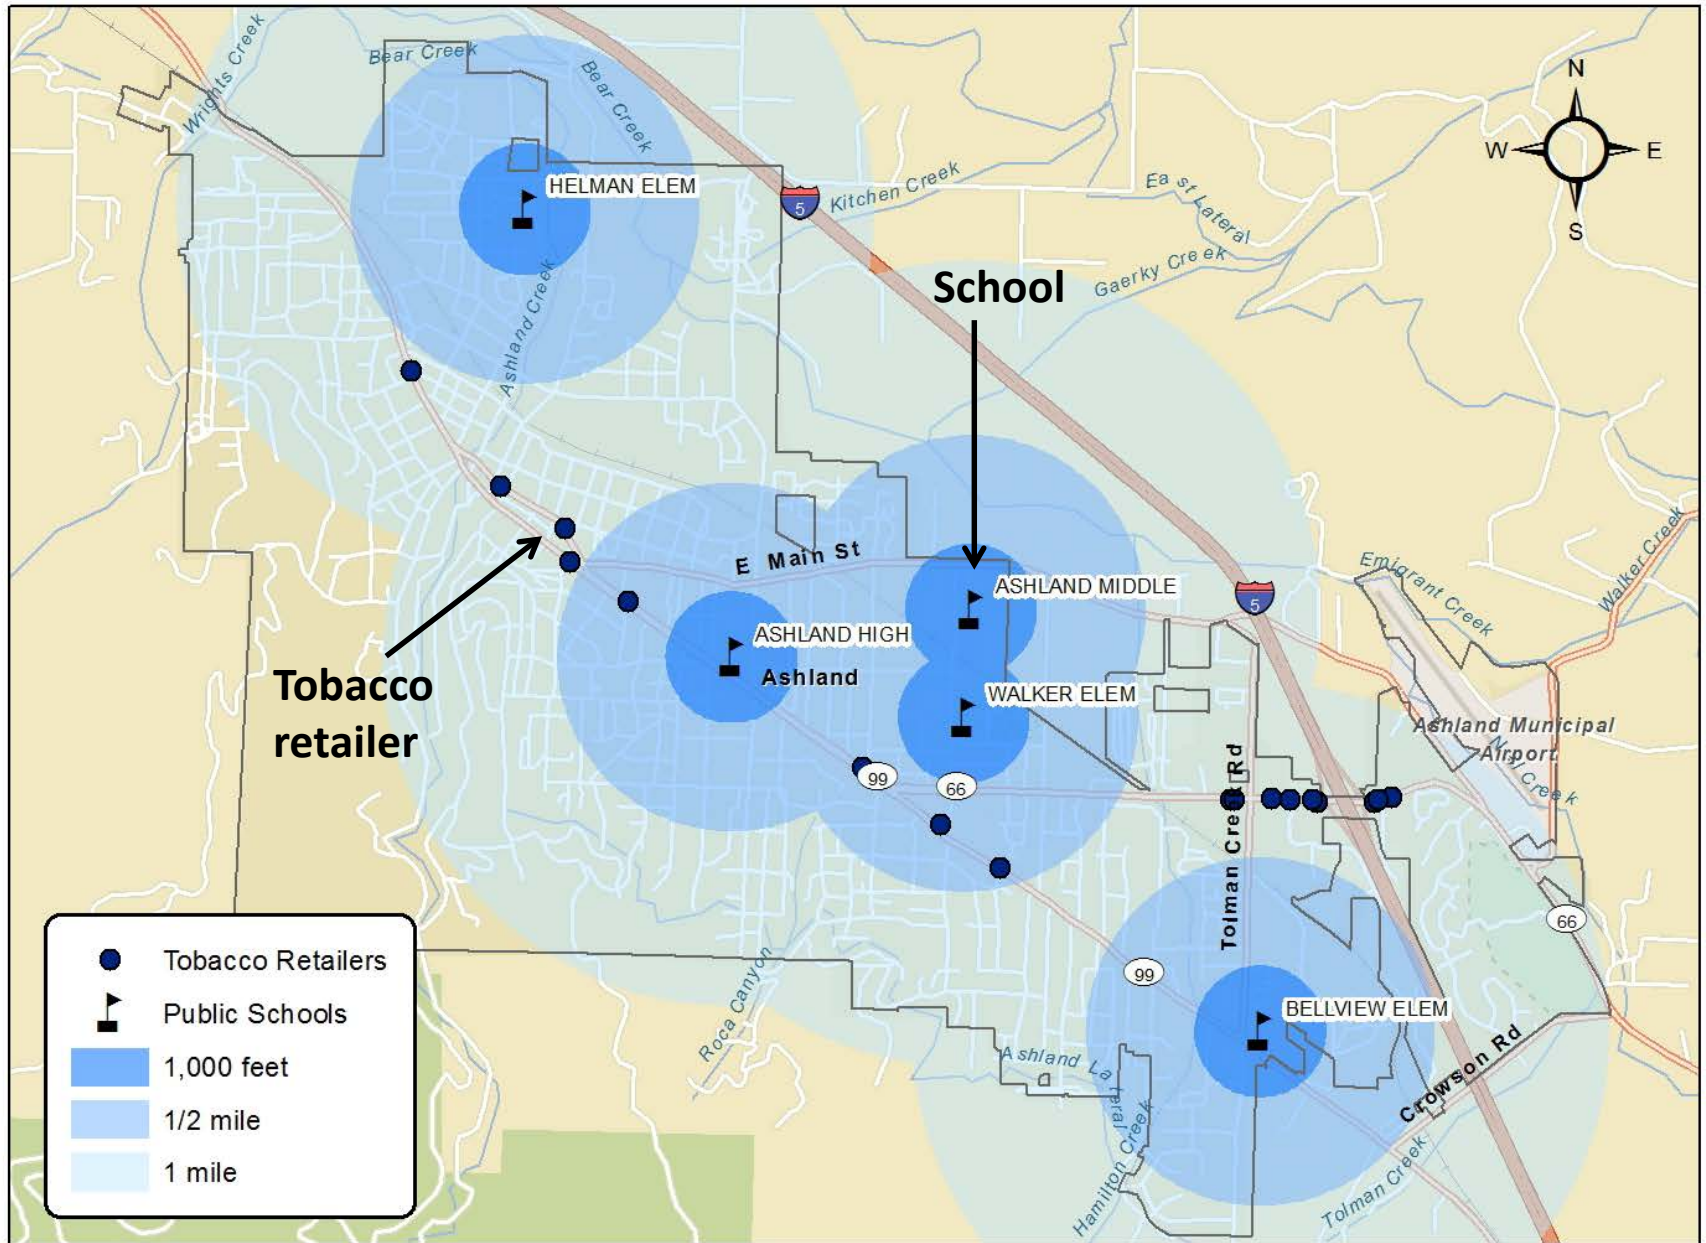 Wrights Creek
Bear Creek
Bear Creek
N
W
E
S
HELMAN ELEM
5
Kitchen Creek
East Lateral
Gaerky Creek
School
Ashland Creek
E Main St
ASHLAND MIDDLE
5
Emigrant Creek
Walker Creek
ASHLAND HIGH
Ashland
WALKER ELEM
Tobacco
retailer
Ashland Municipal
Airport
Creek
99
66
Tolman Creek Rd
66
99
Roca Canyon
BELLVIEW ELEM
Ashland Lateral
Crowson Rd
Hamilton Creek
Tolman Creek
Tobacco Retailers
Public Schools
1,000 feet
1/2 mile
1 mile